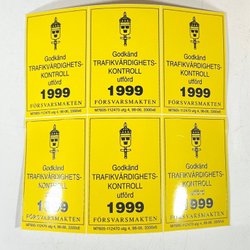 Godkänd
TRAFIKVÄRDIGHETS-
KONTROLL
utförd
1999
FÖRSVARSMAKTEN
Godkänd
TRAFIKVÄRDIGHETS-
KONTROLL
utförd
1999
FÖRSVARSMAKTEN
Godkänd
TRAFIKVÄRDIGHETS-
KONTROLL
utförd
1999
FÖRSVARSMAKTEN
Godkänd
TRAFIKVÄRDIGHETS-
KONTROLL
utförd
1999
FÖRSVARSMAKTEN
Godkänd
TRAFIKVÄRDIGHETS-
KONTROLL
utförd
1999
FÖRSVARSMAKTEN
Godkänd
TRAFIKVÄRDIGHETS-
KONTROLL
utförd
1999
FÖRSVARSMAKTEN